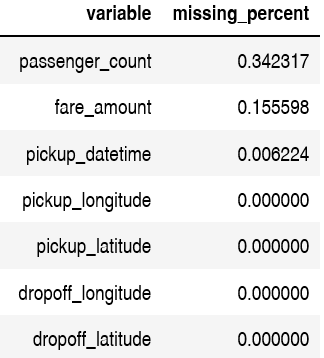 variable missing_percent
passenger_count 0.342317
fare_amount 0.155598
pickup_datetime 0.006224
pickup_longitude 0.000000
pickup_latitude 0.000000
dropoff_longitude 0.000000
dropoff_latitude 0.000000